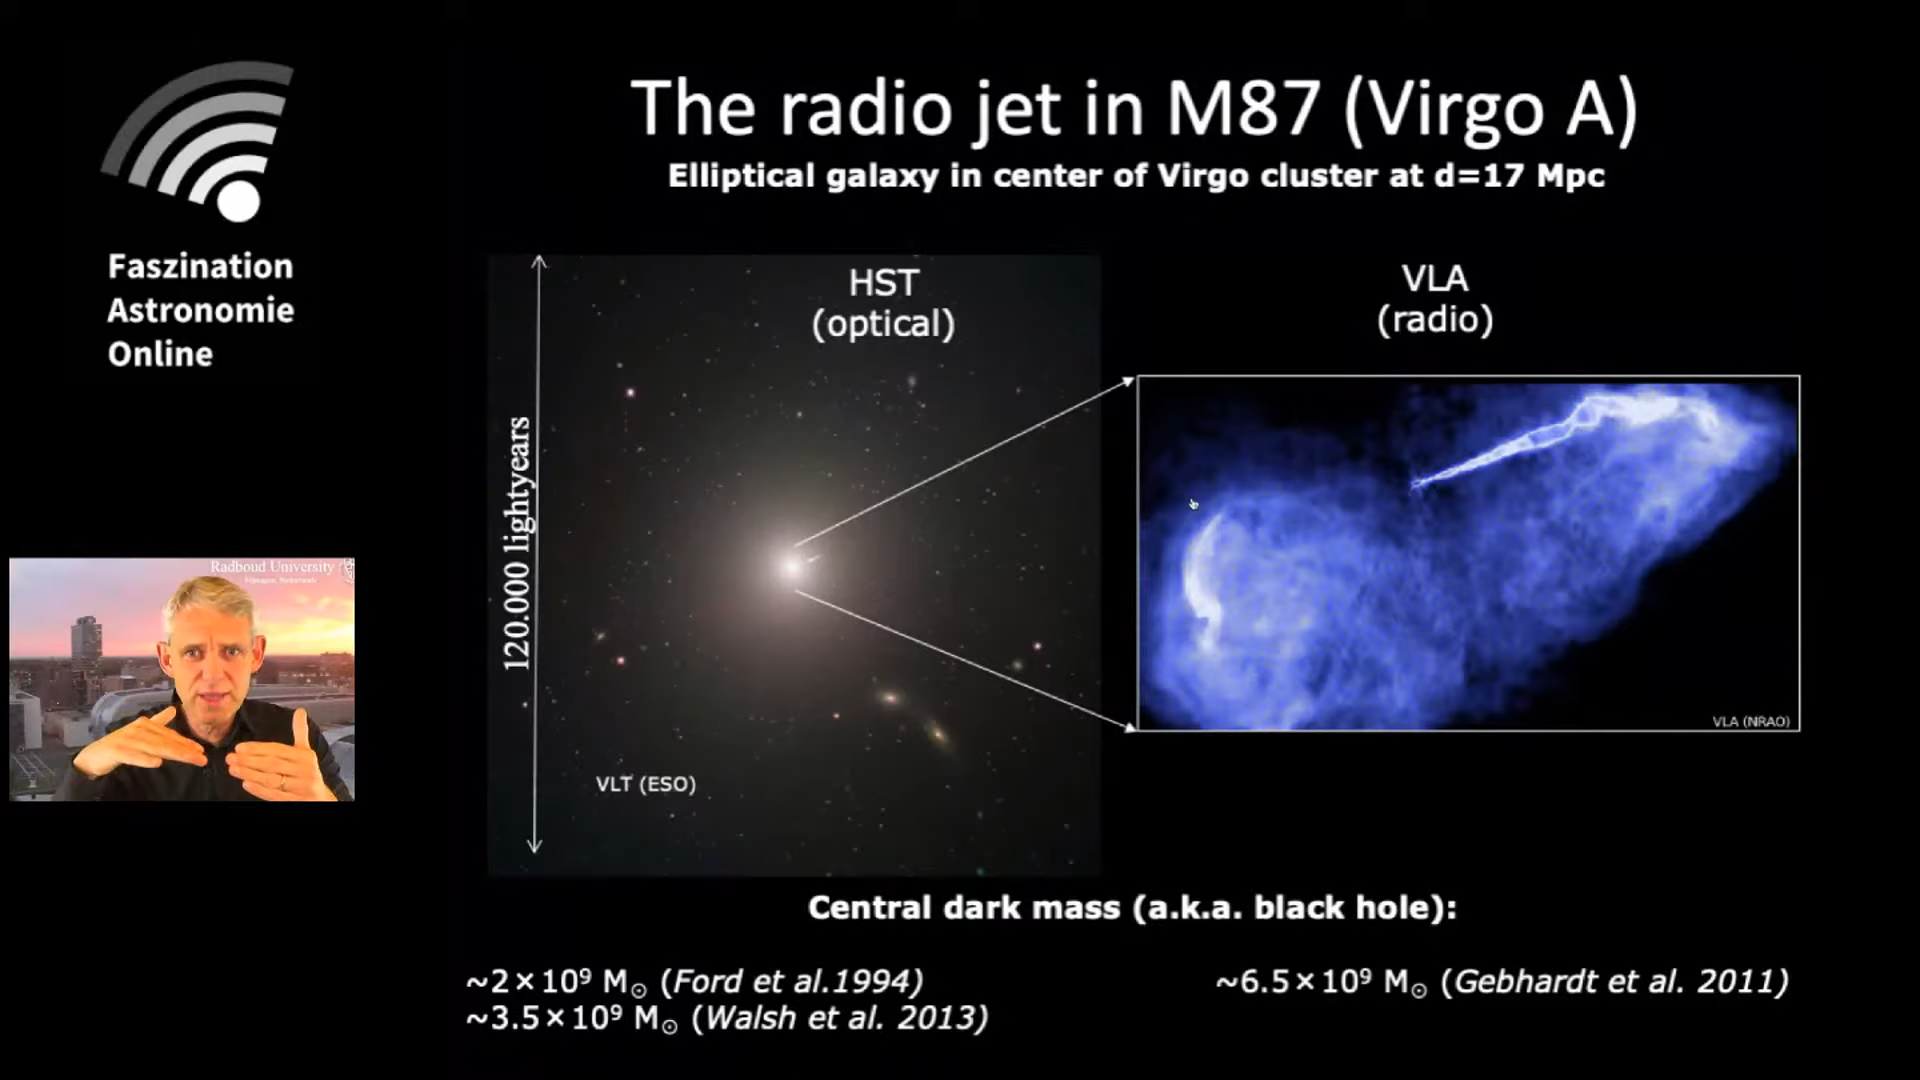 The radio jet in M87 (Virgo A)
Elliptical galaxy in center of Virgo cluster at d=17 Mpc
Faszination
Astronomie
Online
HST
(optical)
VLA
(radio)
120.000 lightyears
VLT (ESO)
VLA (NRAO)
Radboud University
Central dark mass (a.k.a. black hole):
~2×10⁹ M☉ (Ford et al.1994)
~3.5×10⁹ M☉ (Walsh et al. 2013)
~6.5×10⁹ M☉ (Gebhardt et al. 2011)